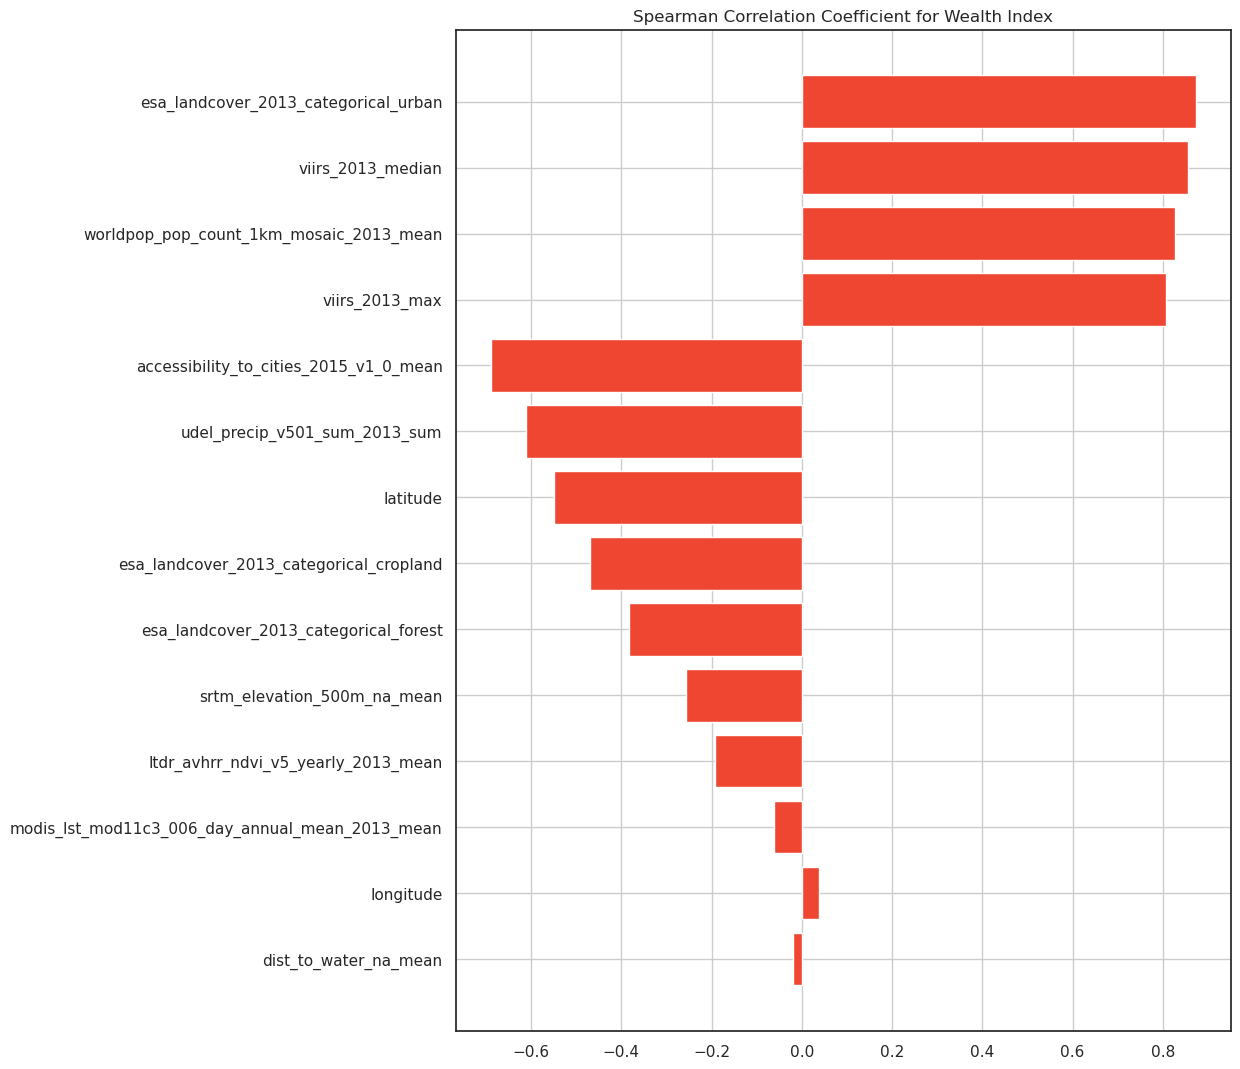 Spearman Correlation Coefficient for Wealth Index
esa_landcover_2013_categorical_urban
viirs_2013_median
worldpop_pop_count_1km_mosaic_2013_mean
viirs_2013_max
accessibility_to_cities_2015_v1_0_mean
udel_precip_v501_sum_2013_sum
latitude
esa_landcover_2013_categorical_cropland
esa_landcover_2013_categorical_forest
srtm_elevation_500m_na_mean
ltdr_avhrr_ndvi_v5_yearly_2013_mean
modis_lst_mod11c3_006_day_annual_mean_2013_mean
longitude
dist_to_water_na_mean
−0.6 −0.4 −0.2 0.0 0.2 0.4 0.6 0.8